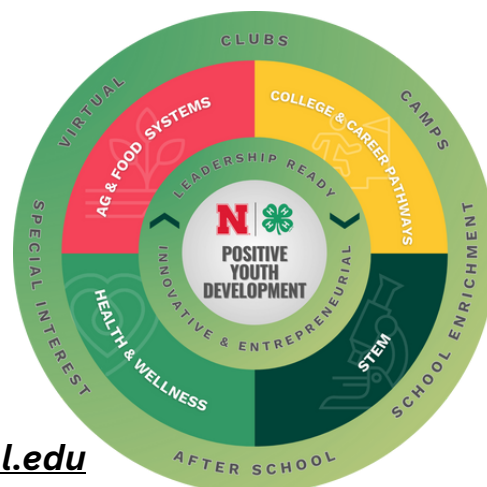 CLUBS
CAMPS
SCHOOL ENRICHMENT
AFTER SCHOOL
SPECIAL INTEREST
VIRTUAL
AG & FOOD SYSTEMS
COLLEGE & CAREER PATHWAYS
STEM
HEALTH & WELLNESS
LEADERSHIP READY
INNOVATIVE & ENTREPRENEURIAL
N
POSITIVE
YOUTH
DEVELOPMENT
l.edu